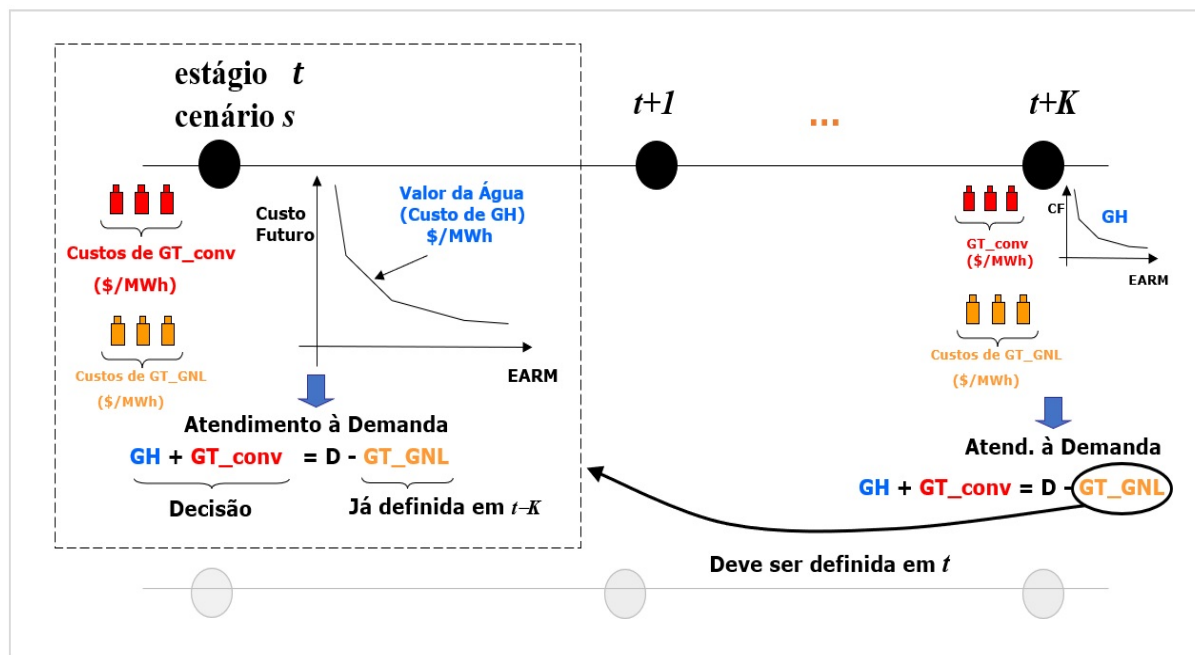 estágio t
cenário s
t+1
...
t+K
Custos de GT_conv
($/MWh)
Custos de GT_GNL
($/MWh)
Custo
Futuro
Valor da Água
(Custo de GH)
$/MWh
EARM
Atendimento à Demanda
GH + GT_conv = D - GT_GNL
Decisão
Já definida em t-K
GT_conv
($/MWh)
CF
GH
EARM
Custos de GT_GNL
($/MWh)
Atend. à Demanda
GH + GT_conv = D - GT_GNL
Deve ser definida em t